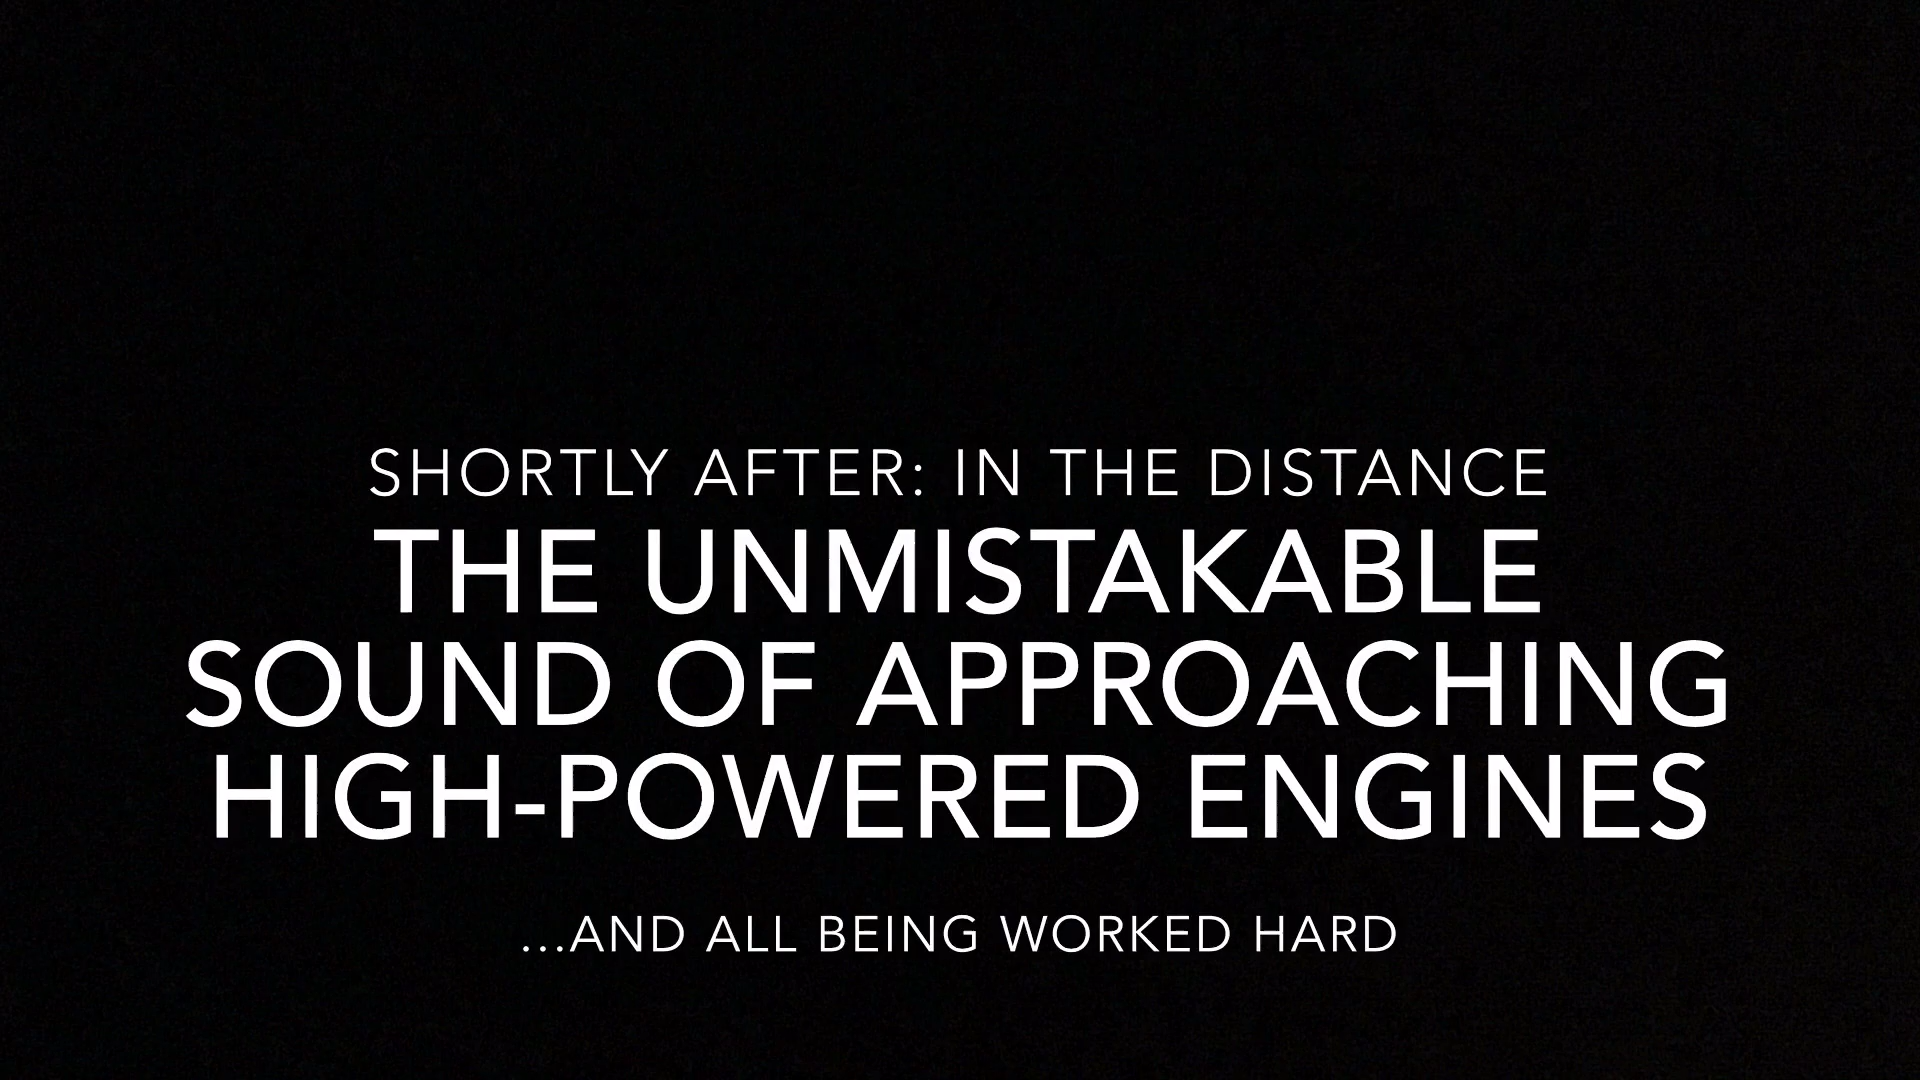 SHORTLY AFTER: IN THE DISTANCE
THE UNMISTAKABLE
SOUND OF APPROACHING
HIGH-POWERED ENGINES
...AND ALL BEING WORKED HARD